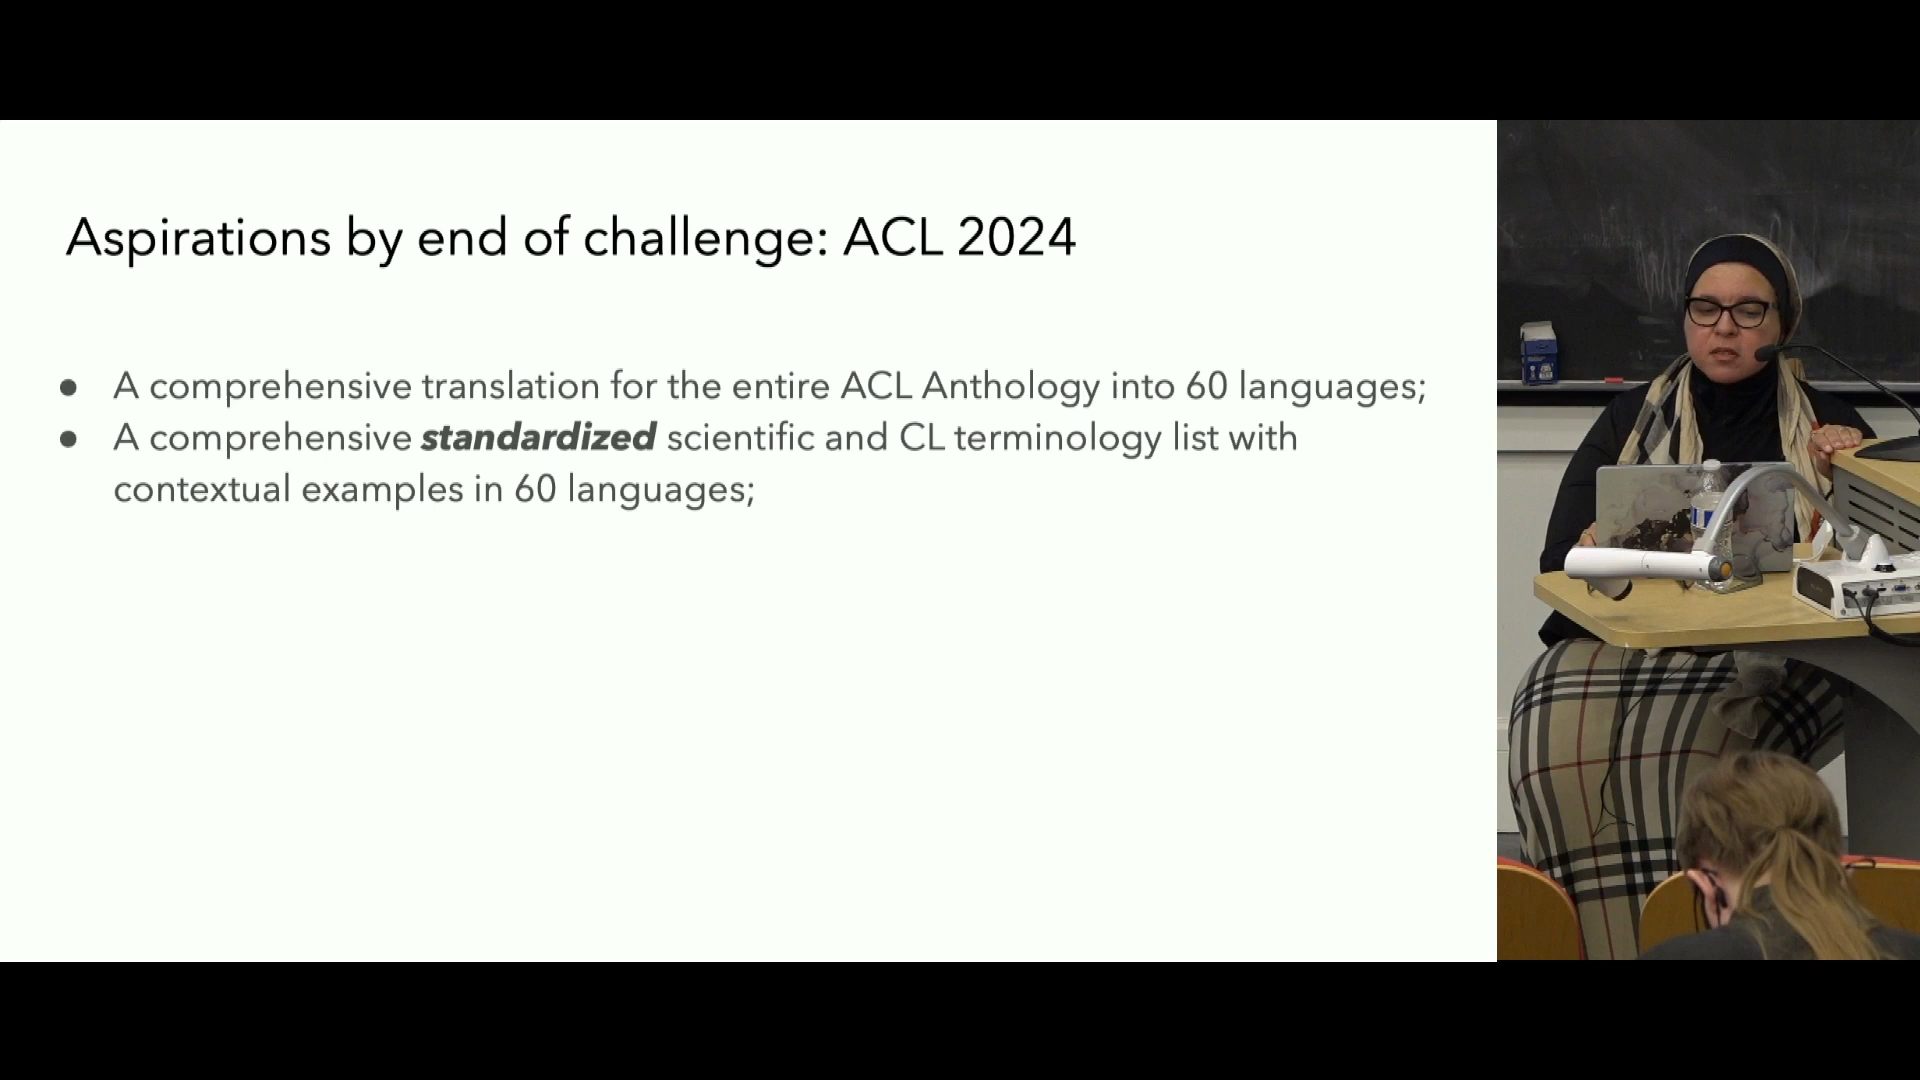 Aspirations by end of challenge: ACL 2024
● A comprehensive translation for the entire ACL Anthology into 60 languages;
● A comprehensive standardized scientific and CL terminology list with
contextual examples in 60 languages;